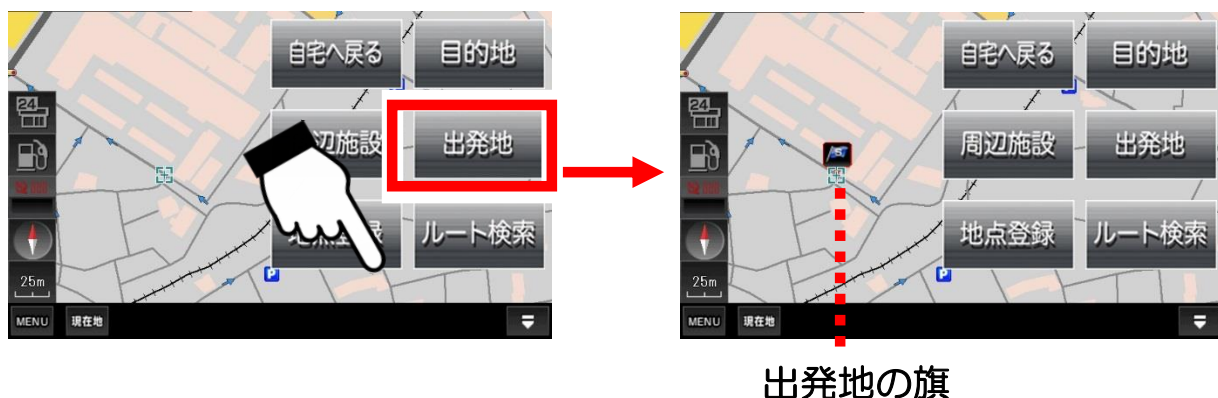 自宅へ戻る 目的地
24
辺施設 出発地
ルート検索
25m
P
MENU 現在地
自宅へ戻る 目的地
24
S
周辺施設 出発地
地点登録 ルート検索
25m
P
MENU 現在地
出発地の旗